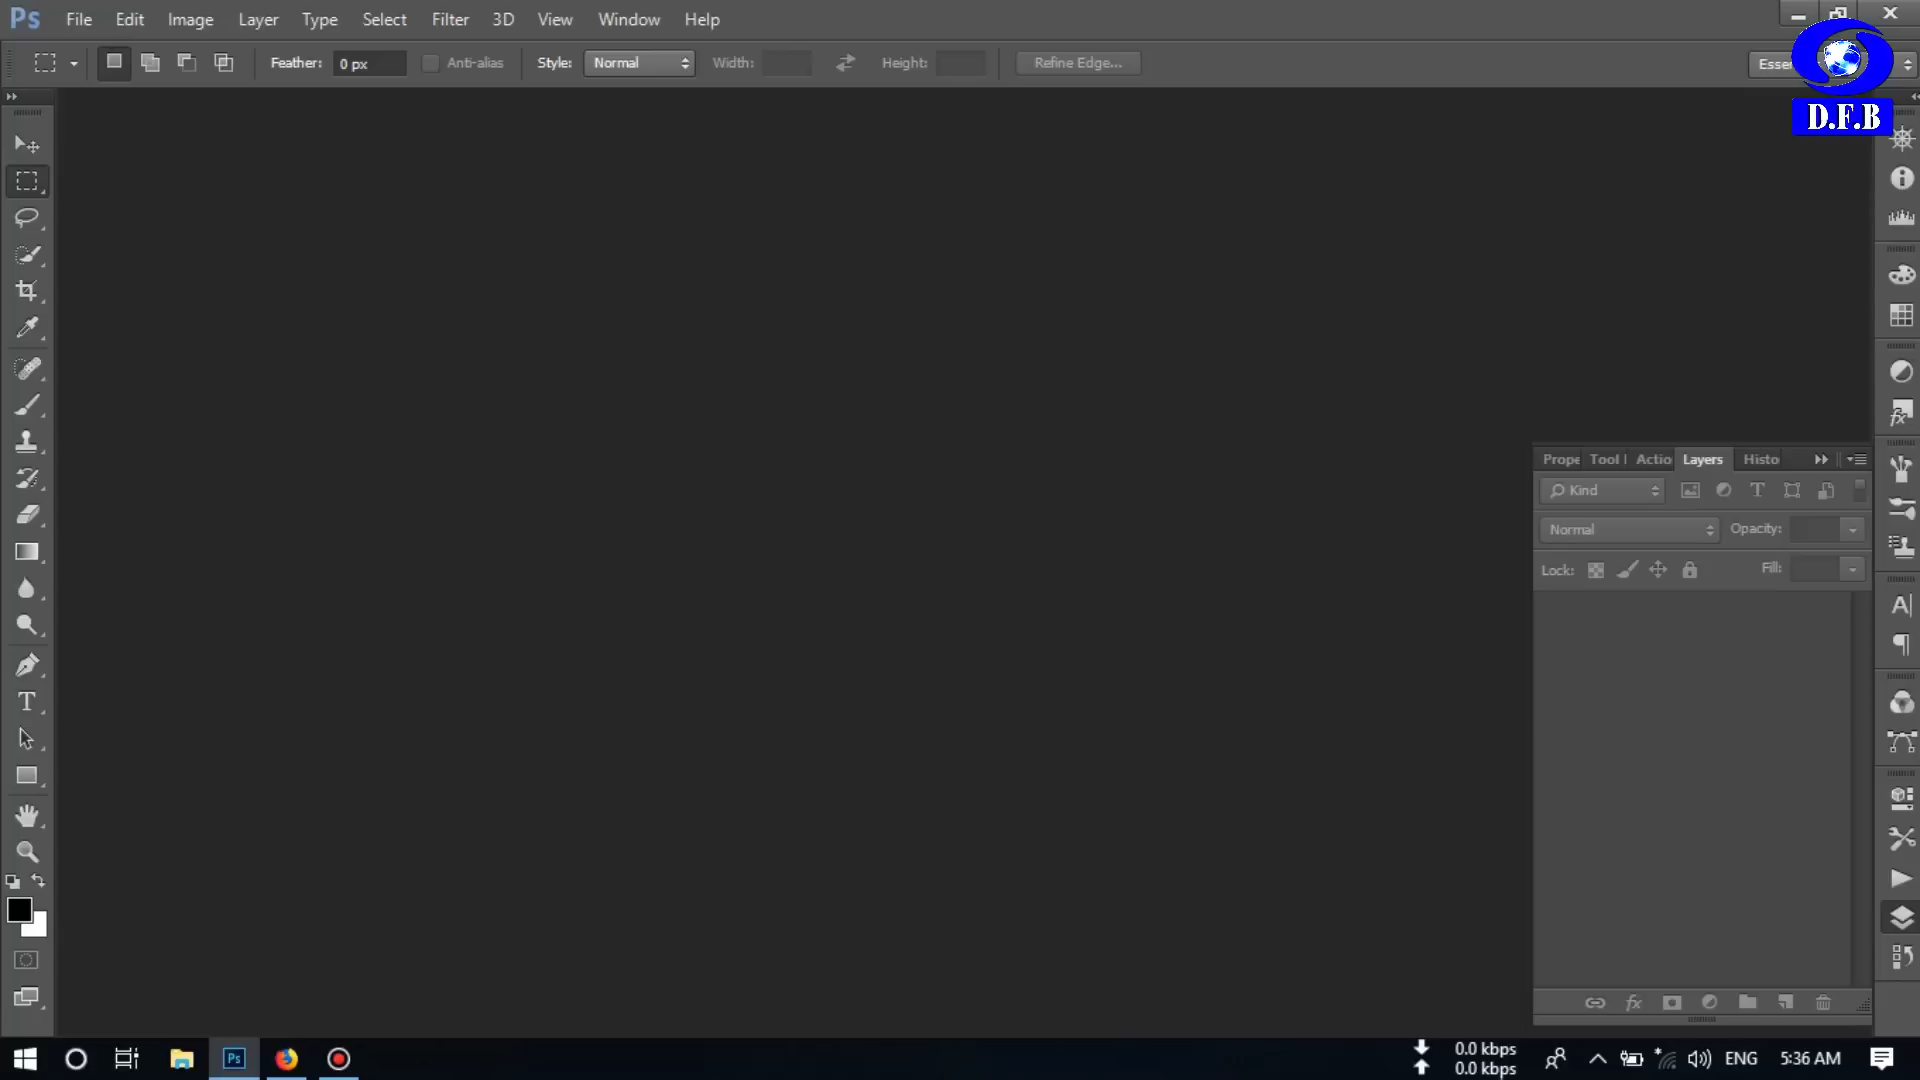 Ps File Edit Image Layer Type Select Filter 3D View Window Help
Feather: 0 px Anti-alias Style: Normal Width: Height: Refine Edge... Essen
D.F.B
Prope Tool Actio Layers Histo
Kind
Normal Opacity:
Lock: Fill:
Ps
0.0 kbps
0.0 kbps
ENG 5:36 AM